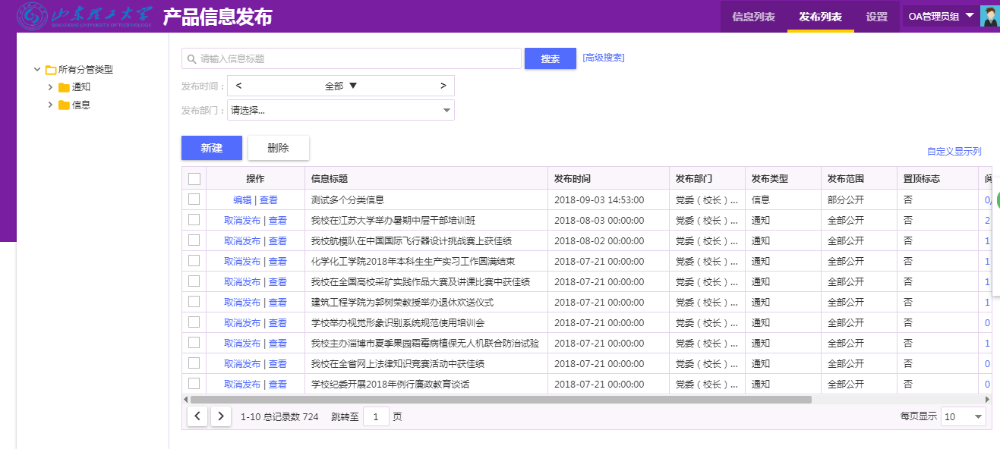 山东理工大学
SHANDONG UNIVERSITY OF TECHNOLOGY
产品信息发布
信息列表 发布列表 设置 OA管理员组
所有分管类型
通知
信息
请输入信息标题 搜索 [高级搜索]
发布时间： < 全部 ▼ >
发布部门： 请选择...
新建 删除
自定义显示列
操作 信息标题 发布时间 发布部门 发布类型 发布范围 置顶标志
编辑 | 查看 测试多个分类信息 2018-09-03 14:53:00 党委（校长）... 信息 部分公开 否 0/
取消发布 | 查看 我校在江苏大学举办暑期中层干部培训班 2018-08-03 00:00:00 党委（校长）... 通知 全部公开 否 2
取消发布 | 查看 我校航模队在中国国际飞行器设计挑战赛上获佳绩 2018-08-02 00:00:00 党委（校长）... 通知 全部公开 否 1
取消发布 | 查看 化学化工学院2018年本科生生产实习工作圆满结束 2018-07-21 00:00:00 党委（校长）... 通知 全部公开 否 1
取消发布 | 查看 我校在全国高校采矿实践作品大赛及讲课比赛中获佳绩 2018-07-21 00:00:00 党委（校长）... 通知 全部公开 否 1
取消发布 | 查看 建筑工程学院为郭树荣教授举办退休欢送仪式 2018-07-21 00:00:00 党委（校长）... 通知 全部公开 否 1
取消发布 | 查看 学校举办视觉形象识别系统规范使用培训会 2018-07-21 00:00:00 党委（校长）... 通知 全部公开 否 0
取消发布 | 查看 我校主办淄博市夏季果园霜霉病植保无人机联合防治试验 2018-07-21 00:00:00 党委（校长）... 通知 全部公开 否 1
取消发布 | 查看 我校在全省网上法律知识竞赛活动中获佳绩 2018-07-21 00:00:00 党委（校长）... 通知 全部公开 否 0
取消发布 | 查看 学校纪委开展2018年例行廉政教育谈话 2018-07-21 00:00:00 党委（校长）... 通知 全部公开 否 0
1-10 总记录数 724 跳转至 1 页 每页显示 10